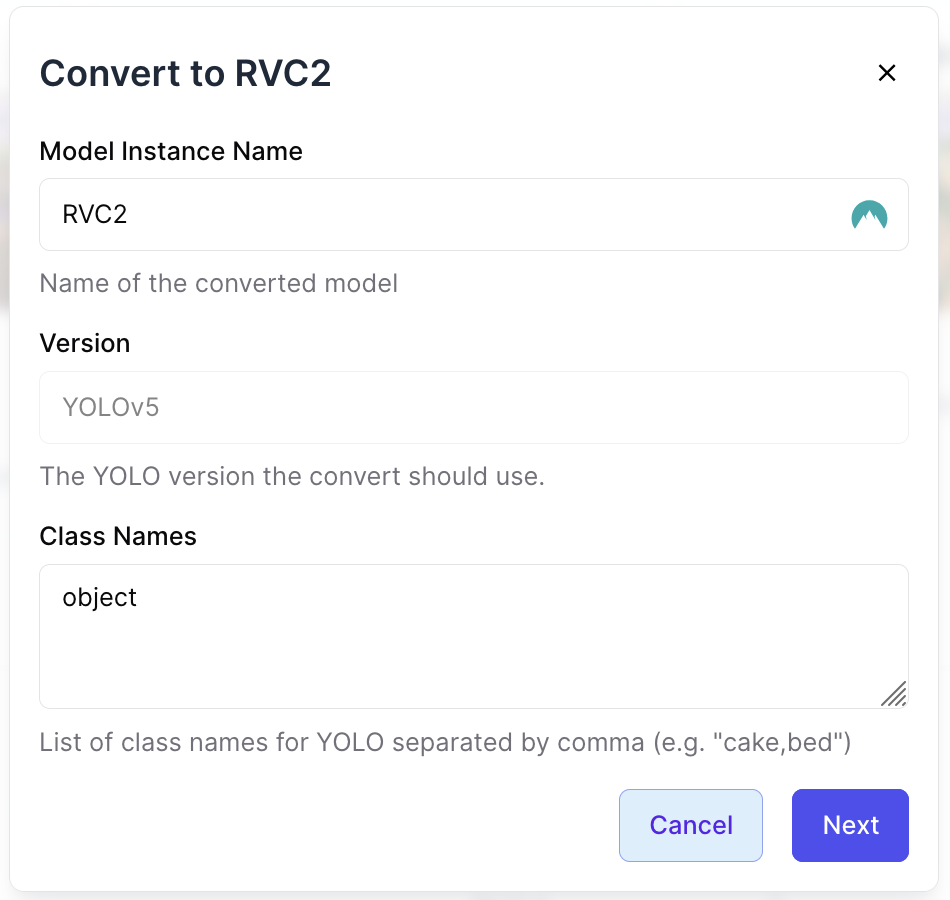 Convert to RVC2
Model Instance Name
RVC2
Name of the converted model
Version
YOLOv5
The YOLO version the convert should use.
Class Names
object
List of class names for YOLO separated by comma (e.g. "cake,bed")
Cancel
Next